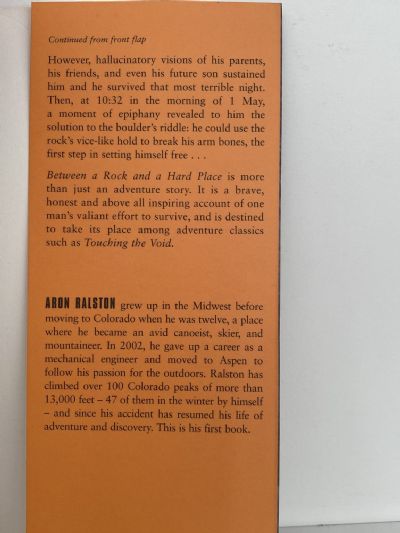 Continued from front flap
However, hallucinatory visions of his parents,
his friends, and even his future son sustained
him and he survived that most terrible night.
Then, at 10:32 in the morning of 1 May,
a moment of epiphany revealed to him the
solution to the boulder's riddle: he could use the
rock's vice-like hold to break his arm bones, the
first step in setting himself free . . .
Between a Rock and a Hard Place is more
than just an adventure story. It is a brave,
honest and above all inspiring account of one
man's valiant effort to survive, and is destined
to take its place among adventure classics
such as Touching the Void.
ARON RALSTON grew up in the Midwest before
moving to Colorado when he was twelve, a place
where he became an avid canoeist, skier, and
mountaineer. In 2002, he gave up a career as a
mechanical engineer and moved to Aspen to
follow his passion for the outdoors. Ralston has
climbed over 100 Colorado peaks of more than
13,000 feet – 47 of them in the winter by himself
– and since his accident has resumed his life of
adventure and discovery. This is his first book.